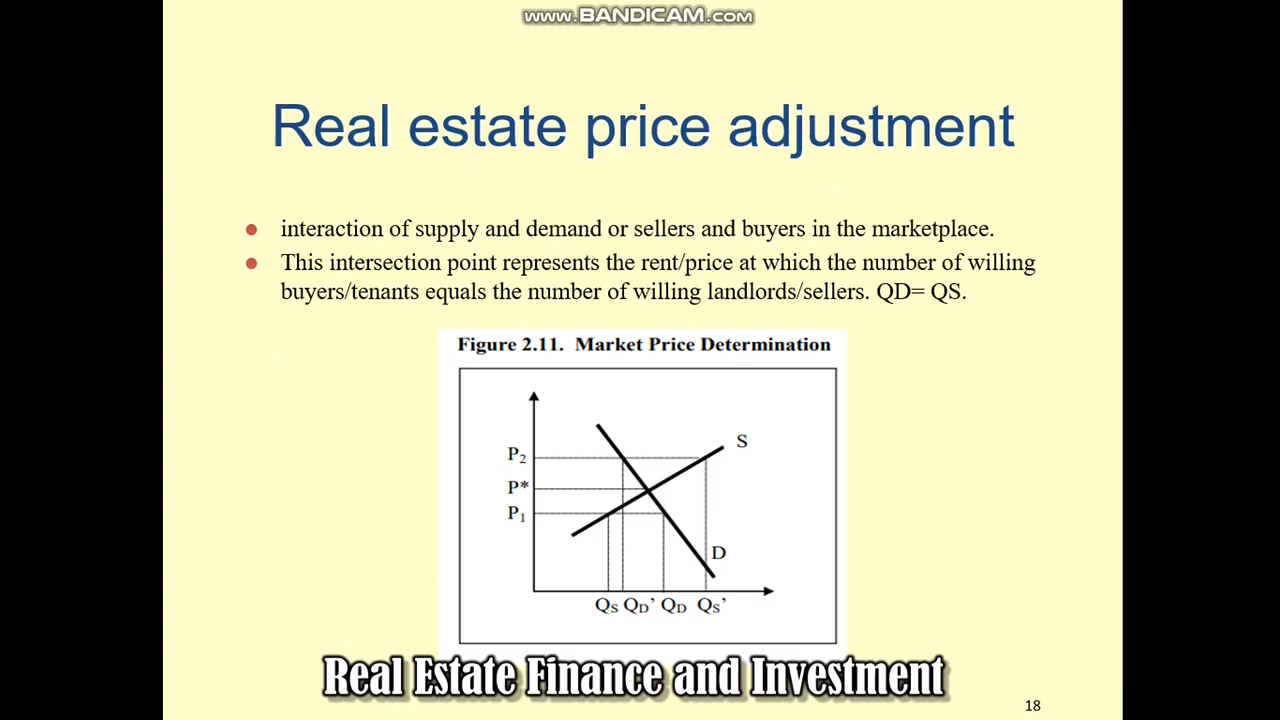 www.BANDICAM.com
Real estate price adjustment
interaction of supply and demand or sellers and buyers in the marketplace.
This intersection point represents the rent/price at which the number of willing
buyers/tenants equals the number of willing landlords/sellers. QD= QS.
Figure 2.11. Market Price Determination
S
P2
P*
P1
D
QS QD’ QD QS’
Real Estate Finance and Investment
18